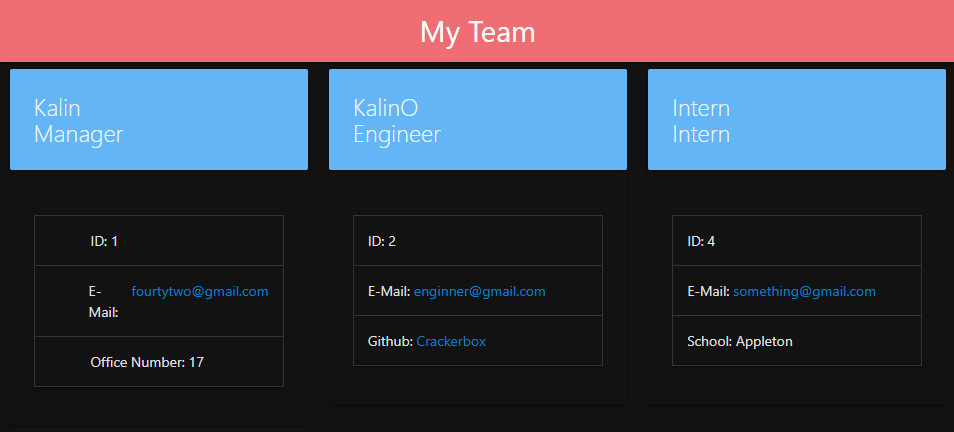 My Team
Kalin
Manager
ID: 1
E-
Mail:
fourtytwo@gmail.com
Office Number: 17
KalinO
Engineer
ID: 2
E-Mail: enginner@gmail.com
Github: Crackerbox
Intern
Intern
ID: 4
E-Mail: something@gmail.com
School: Appleton